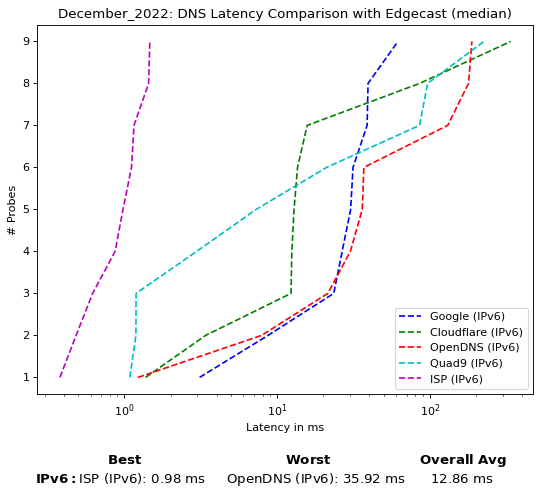 December_2022: DNS Latency Comparison with Edgecast (median)
# Probes
9
8
7
6
5
4
3
2
1
Google (IPv6)
Cloudflare (IPv6)
OpenDNS (IPv6)
Quad9 (IPv6)
ISP (IPv6)
10⁰ 10¹ 10²
Latency in ms
Best Worst Overall Avg
IPv6: ISP (IPv6): 0.98 ms OpenDNS (IPv6): 35.92 ms 12.86 ms